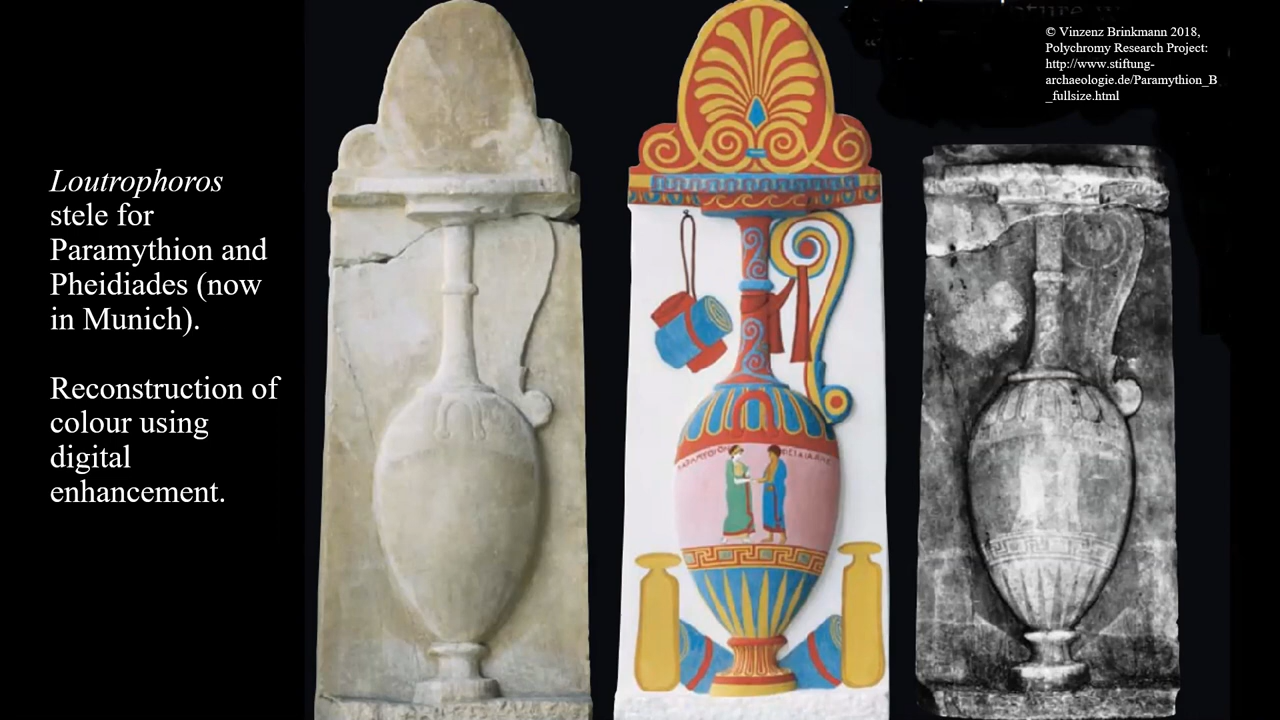 Loutrophoros
stele for
Paramythion and
Pheidiades (now
in Munich).
Reconstruction of
colour using
digital
enhancement.
© Vinzenz Brinkmann 2018,
Polychromy Research Project:
http://www.stiftung-
archaeologie.de/Paramythion_B
_fullsize.html